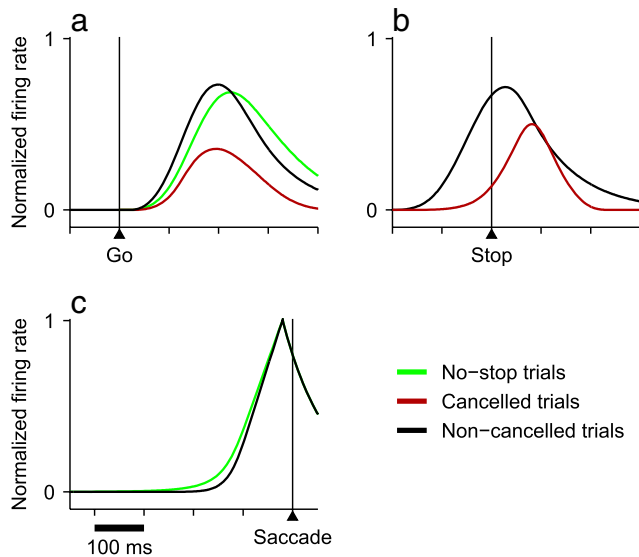 a
b
Normalized firing rate
1
0
Go
1
0
Stop
c
Normalized firing rate
1
0
100 ms
Saccade
No−stop trials
Cancelled trials
Non−cancelled trials